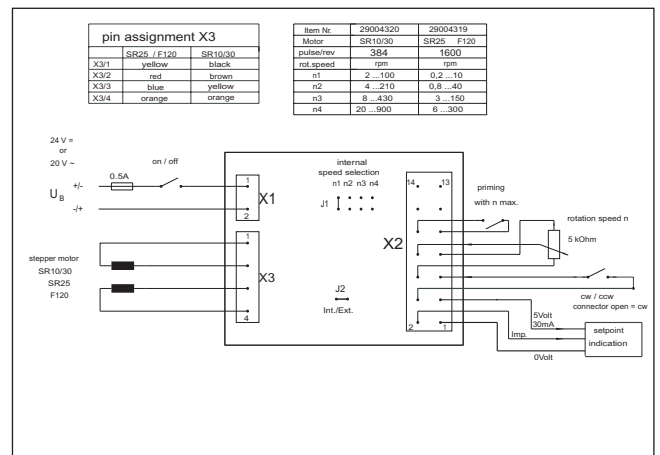 pin assignment X3
SR25 / F120 SR10/30
X3/1 yellow black
X3/2 red brown
X3/3 blue yellow
X3/4 orange orange
Item Nr. 29004320 29004319
Motor SR10/30 SR25 F120
pulse/rev 384 1600
rot.speed rpm rpm
n1 2 ...100 0,2 ...10
n2 4 ...210 0,8 ...40
n3 8 ...430 3 ...150
n4 20 ...900 6 ...300
24 V =
or
20 V ~
on / off
0.5A
+/-
U B
-/+
1
X1
2
internal
speed selection
n1 n2 n3 n4
J1
14 13
X2
priming
with n max.
rotation speed n
5 kOhm
1
X3
4
stepper motor
SR10/30
SR25
F120
J2
Int./Ext.
cw / ccw
connector open = cw
2 1
5Volt
30mA
Imp.
0Volt
setpoint
indication